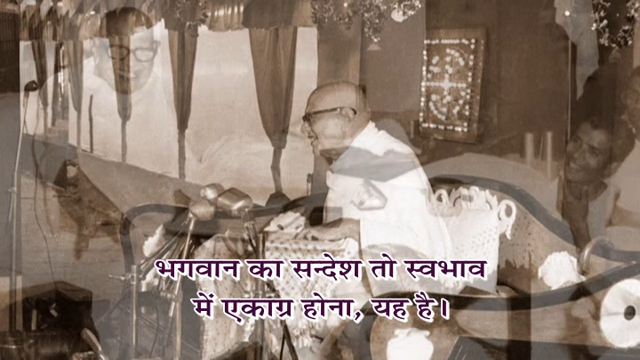 भगवान का सन्देश तो स्वभाव
में एकाग्र होना, यह है।